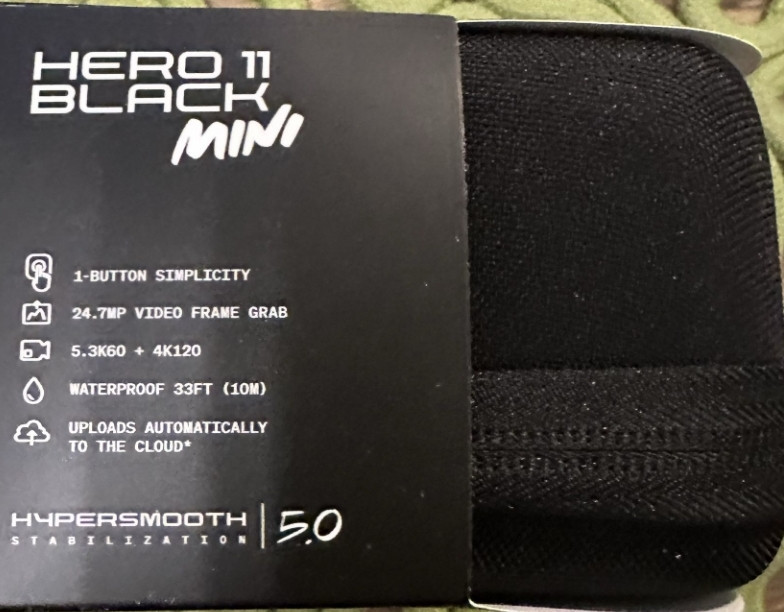 HERO 11
BLACK
MINI
1-BUTTON SIMPLICITY
24.7MP VIDEO FRAME GRAB
5.3K60 + 4K120
WATERPROOF 33FT (10M)
UPLOADS AUTOMATICALLY
TO THE CLOUD*
HYPERSMOOTH
STABILIZATION
5.0